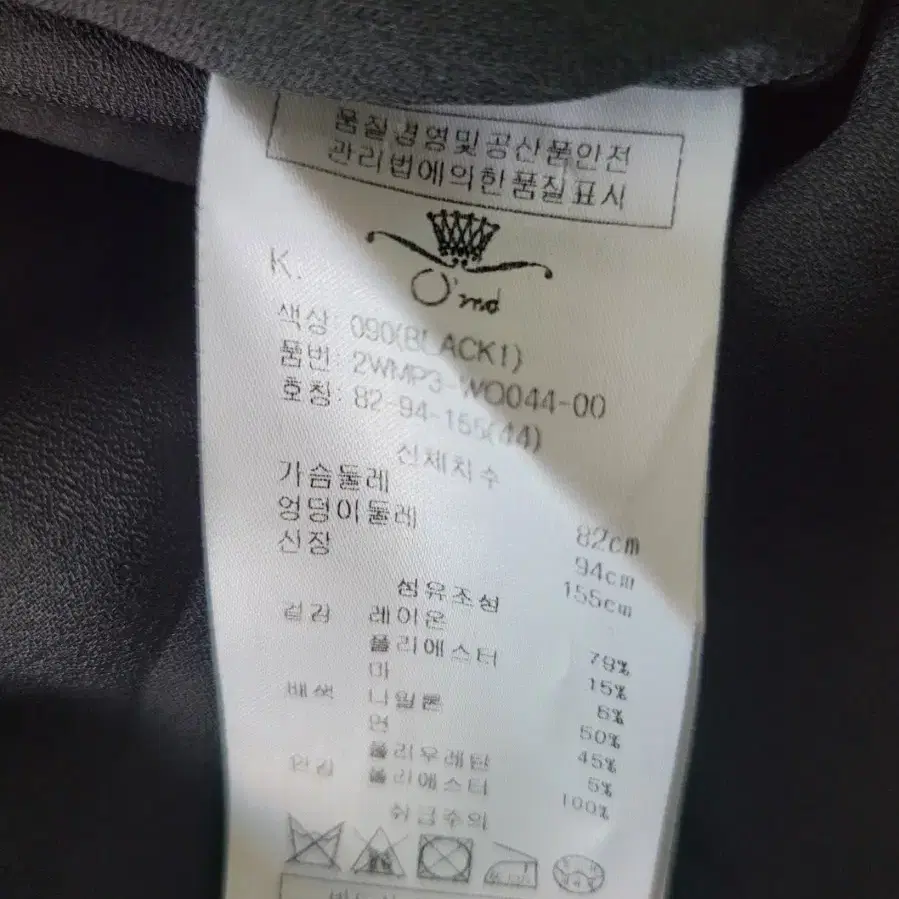 품질경영및공산품안전
관리법에의한품질표시
O'md
K.
색상: 090(BLACK1)
품번: 2WMP3-WO044-00
호칭: 82-94-155(44)
신체치수
가슴둘레 82cm
엉덩이둘레 94cm
신장 155cm
섬유조성
겉감 레이온 79%
폴리에스터 15%
마 6%
배색 나일론 50%
면 45%
폴리우레탄 5%
안감 폴리에스터 100%
취급주의